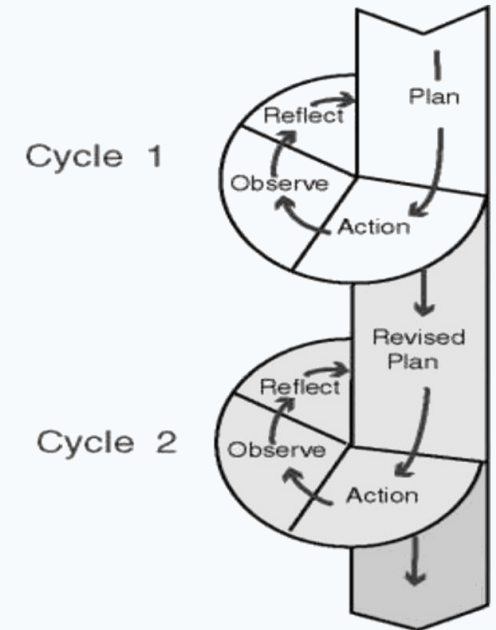 Cycle 1
Plan
Reflect
Observe
Action
Cycle 2
Revised
Plan
Reflect
Observe
Action